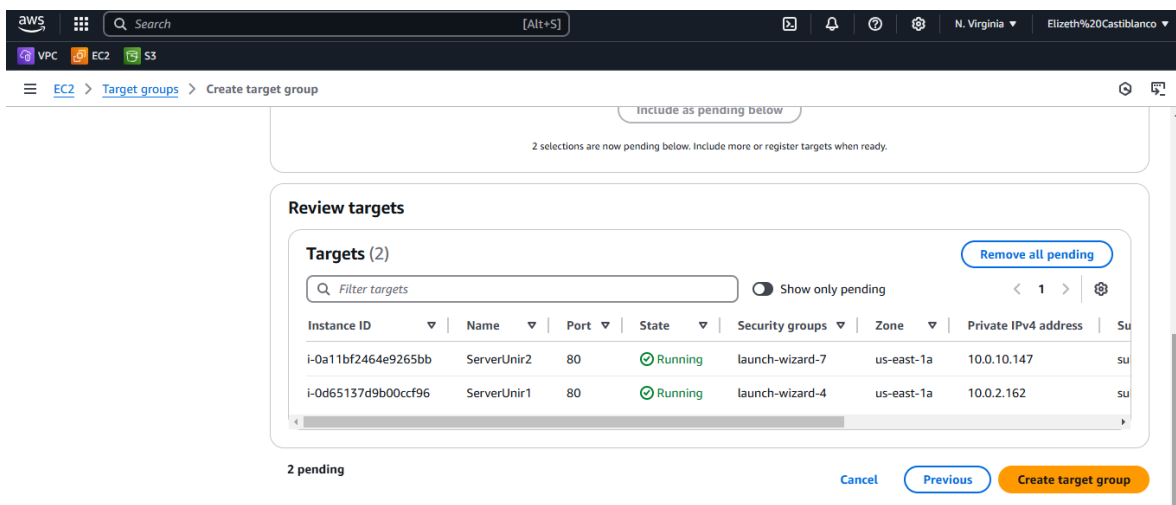 aws Search [Alt+S] N. Virginia Elizeth%20Castiblanco
VPC EC2 S3
EC2 > Target groups > Create target group
Include as pending below
2 selections are now pending below. Include more or register targets when ready.
Review targets
Targets (2) Remove all pending
Filter targets Show only pending 1
Instance ID Name Port State Security groups Zone Private IPv4 address Su
i-0a11bf2464e9265bb ServerUnir2 80 Running launch-wizard-7 us-east-1a 10.0.10.147 su
i-0d65137d9b00ccf96 ServerUnir1 80 Running launch-wizard-4 us-east-1a 10.0.2.162 su
2 pending
Cancel Previous Create target group